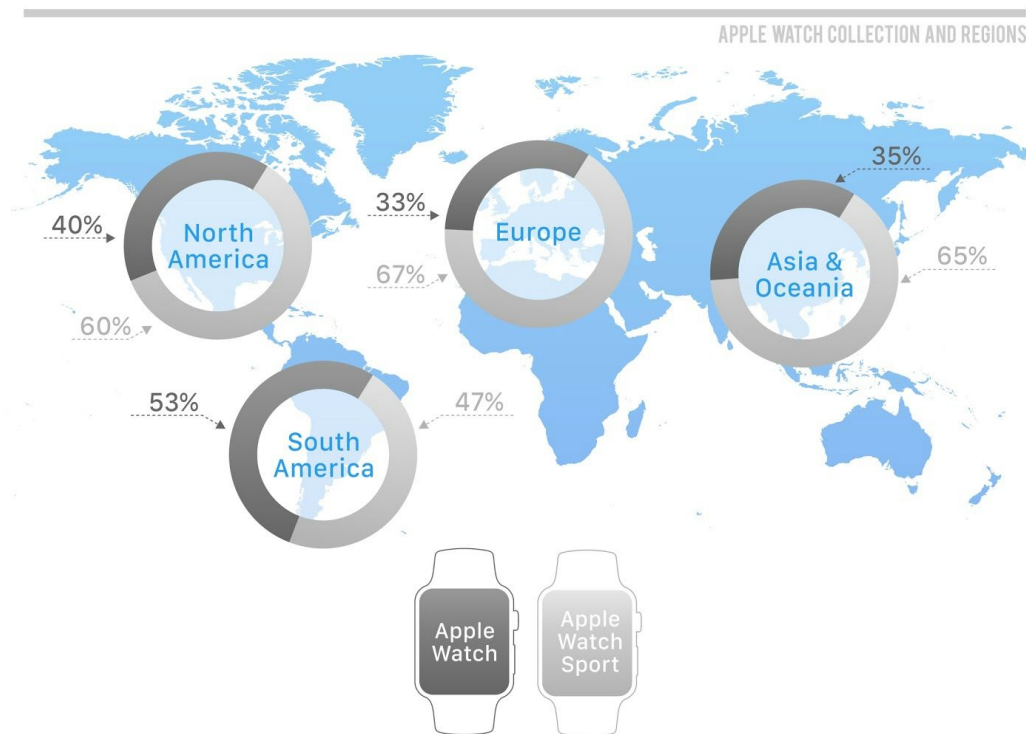 APPLE WATCH COLLECTION AND REGIONS
40%
North
America
60%
33%
Europe
67%
35%
Asia &
Oceania
65%
53%
South
America
47%
Apple
Watch
Apple
Watch
Sport